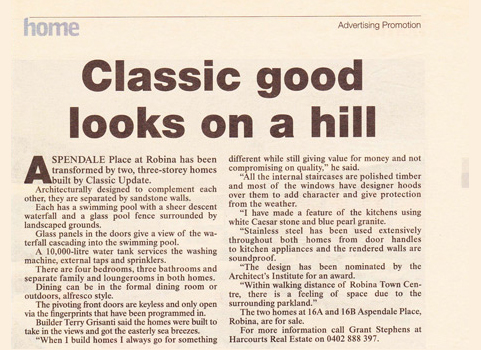 home
Advertising Promotion
Classic good
looks on a hill
ASPENDALE Place at Robina has been
transformed by two, three-storey homes
built by Classic Update.
Architecturally designed to complement each
other, they are separated by sandstone walls.
Each has a swimming pool with a sheer descent
waterfall and a glass pool fence surrounded by
landscaped grounds.
Glass panels in the doors give a view of the wa-
terfall cascading into the swimming pool.
A 10,000-litre water tank services the washing
machine, external taps and sprinklers.
There are four bedrooms, three bathrooms and
separate family and loungerooms in both homes.
Dining can be in the formal dining room or
outdoors, alfresco style.
The pivoting front doors are keyless and only open
via the fingerprints that have been programmed in.
Builder Terry Grisanti said the homes were built to
take in the views and got the easterly sea breezes.
"When I build homes I always go for something
different while still giving value for money and not
compromising on quality," he said.
"All the internal staircases are polished timber
and most of the windows have designer hoods
over them to add character and give protection
from the weather.
"I have made a feature of the kitchens using
white Caesar stone and blue pearl granite.
"Stainless steel has been used extensively
throughout both homes from door handles
to kitchen appliances and the rendered walls are
soundproof.
"The design has been nominated by the
Architect's Institute for an award.
"Within walking distance of Robina Town Cen-
tre, there is a feeling of space due to the
surrounding parkland."
The two homes at 16A and 16B Aspendale Place,
Robina, are for sale.
For more information call Grant Stephens at
Harcourts Real Estate on 0402 888 397.